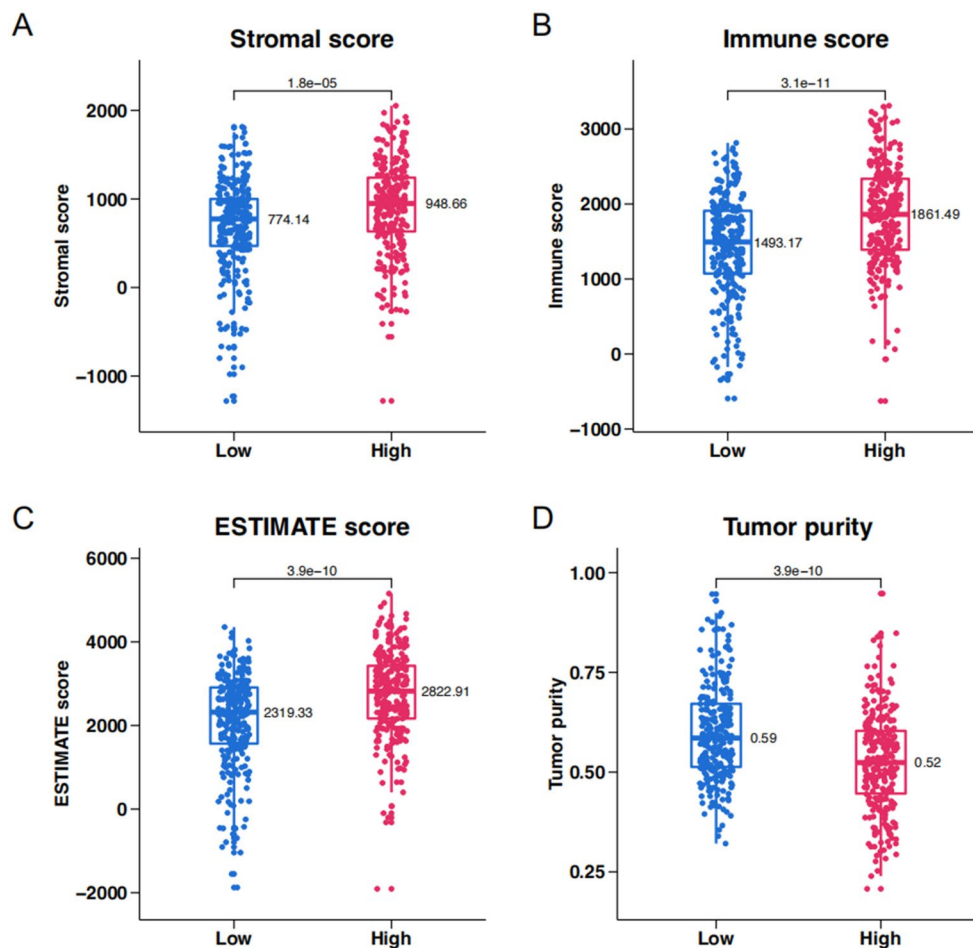 A
Stromal score
1.8e−05
2000
1000
0
−1000
Stromal score
774.14
948.66
Low
High
B
Immune score
3.1e−11
3000
2000
1000
0
−1000
Immune score
1493.17
1861.49
Low
High
C
ESTIMATE score
3.9e−10
6000
4000
2000
0
−2000
ESTIMATE score
2319.33
2822.91
Low
High
D
Tumor purity
3.9e−10
1.00
0.75
0.50
0.25
Tumor purity
0.59
0.52
Low
High